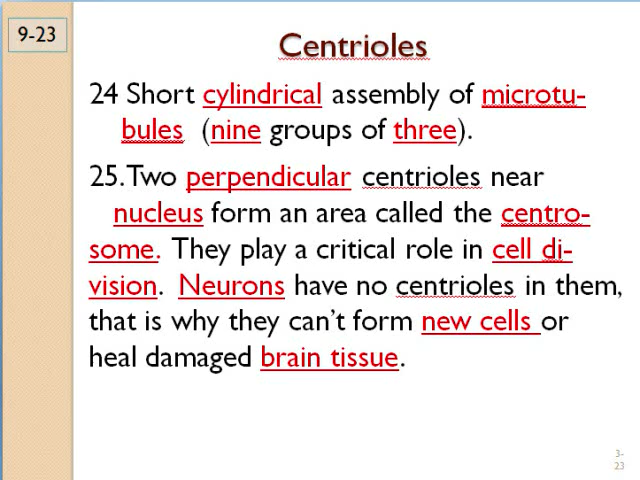 9-23
Centrioles
24 Short cylindrical assembly of microtu-
bules (nine groups of three).
25.Two perpendicular centrioles near
nucleus form an area called the centro-
some. They play a critical role in cell di-
vision. Neurons have no centrioles in them,
that is why they can't form new cells or
heal damaged brain tissue.
3-
23